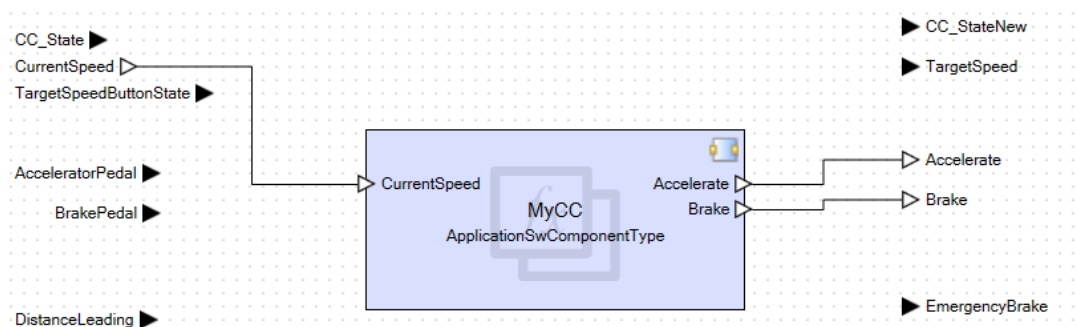 CC_State
CurrentSpeed
TargetSpeedButtonState
AcceleratorPedal
BrakePedal
DistanceLeading
CurrentSpeed
MyCC
ApplicationSwComponentType
Accelerate
Brake
CC_StateNew
TargetSpeed
Accelerate
Brake
EmergencyBrake